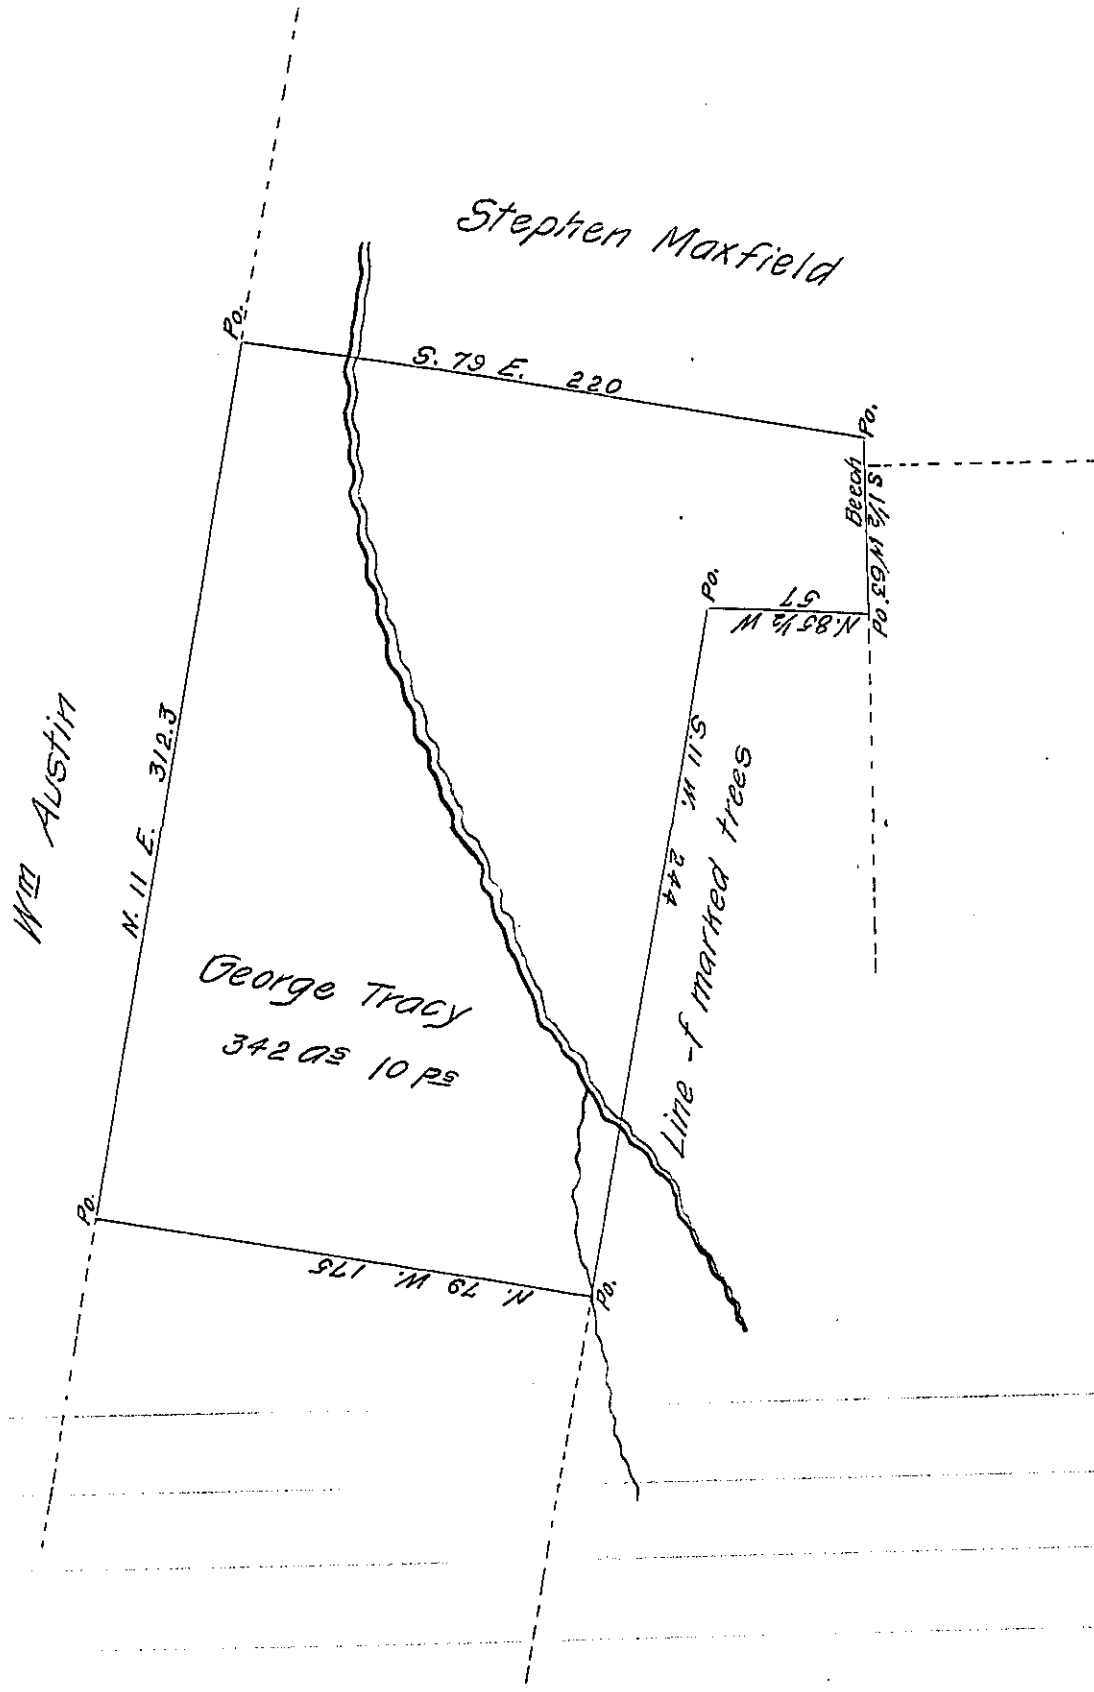 Stephen Maxfield
Po.
S. 79 E. 220
Po.
Beech
S 1½ W 63
Po.
N. 85½ W
57
Po.
S. 11 W. 244
Line -f marked trees
Wm Austin
N. 11 E. 312.3
George Tracy
342 as 10 ps
Po.
N. 79 W. 175
Po.